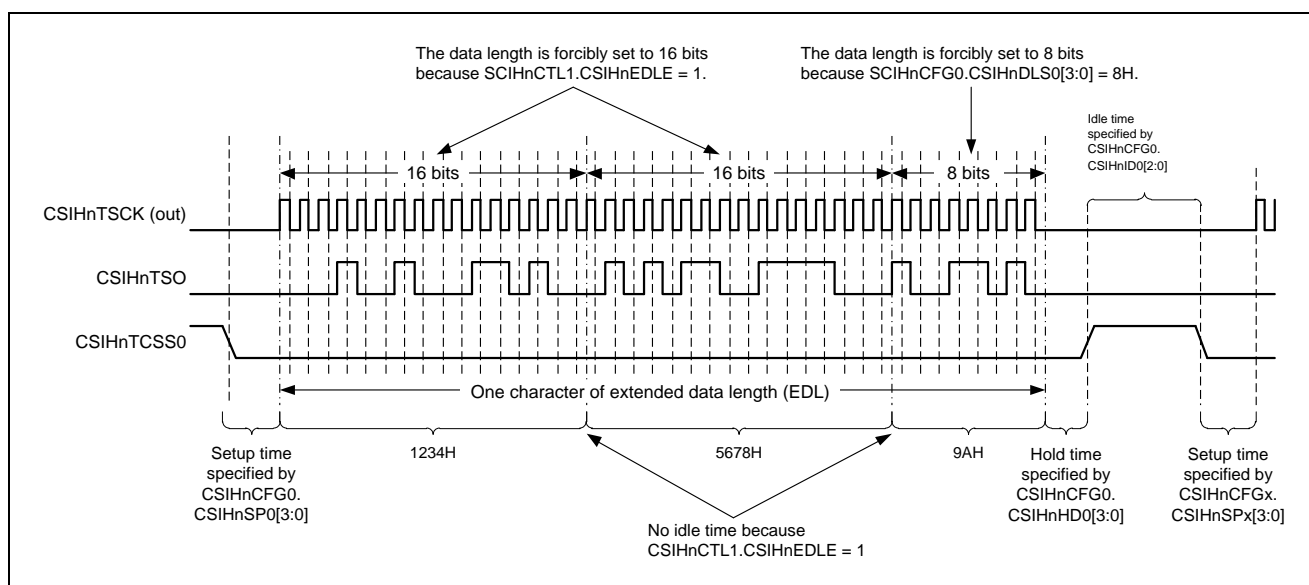 The data length is forcibly set to 16 bits
because SCIHnCTL1.CSIHnEDLE = 1.
The data length is forcibly set to 8 bits
because SCIHnCFG0.CSIHnDLS0[3:0] = 8H.
Idle time
specified by
CSIHnCFG0.
CSIHnID0[2:0]
16 bits
16 bits
8 bits
CSIHnTSCK (out)
CSIHnTSO
CSIHnTCSS0
One character of extended data length (EDL)
Setup time
specified by
CSIHnCFG0.
CSIHnSP0[3:0]
1234H
5678H
9AH
Hold time
specified by
CSIHnCFG0.
CSIHnHD0[3:0]
Setup time
specified by
CSIHnCFGx.
CSIHnSPx[3:0]
No idle time because
CSIHnCTL1.CSIHnEDLE = 1